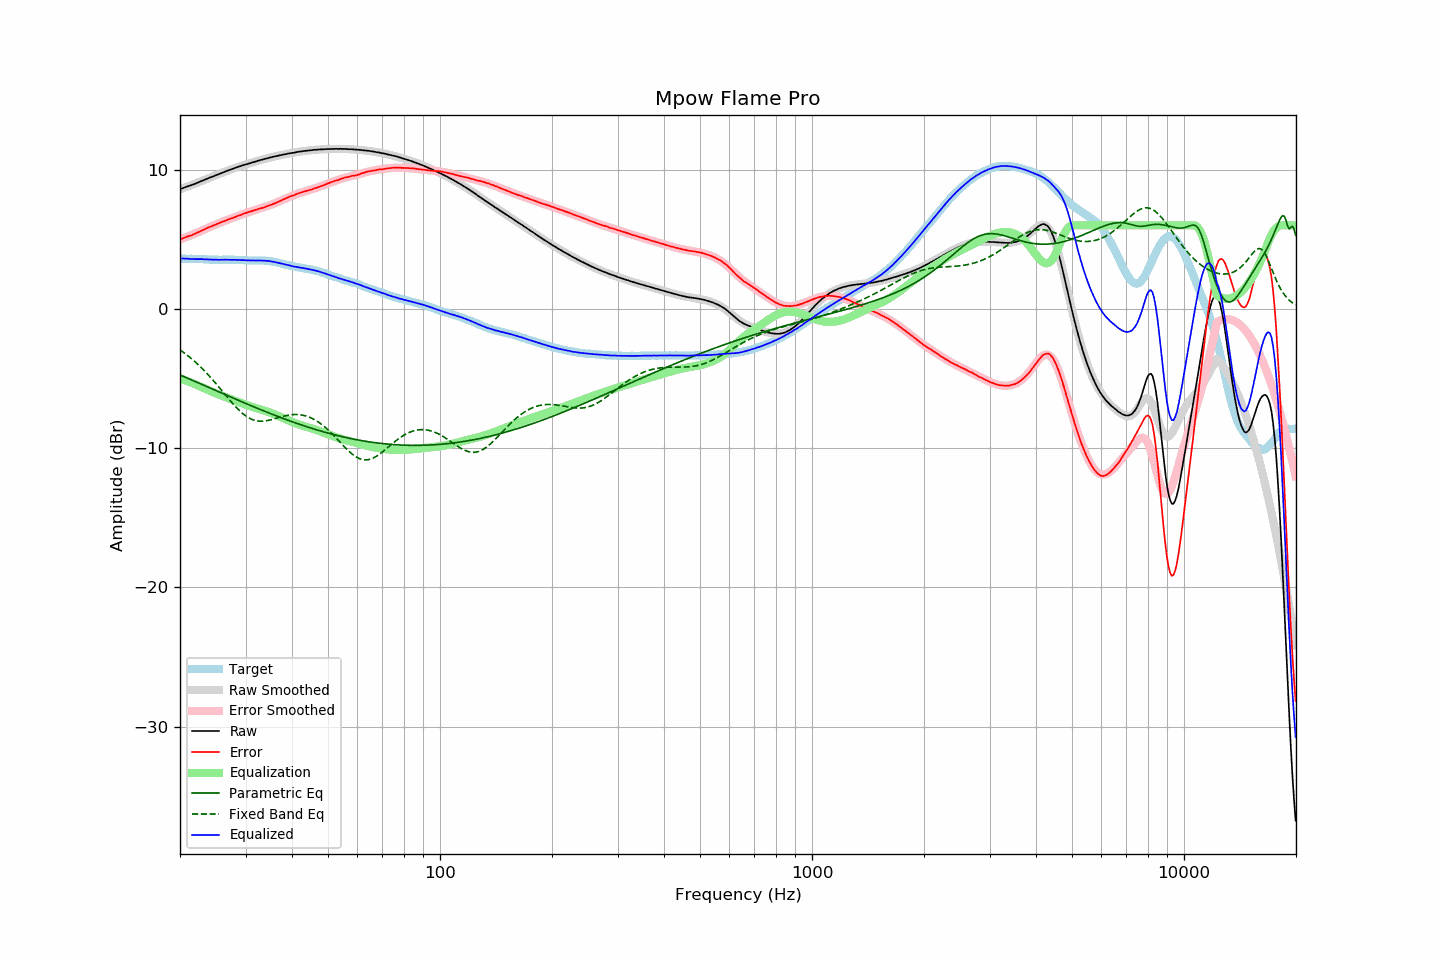 Mpow Flame Pro
10
0
−10
−20
−30
Amplitude (dBr)
Target
Raw Smoothed
Error Smoothed
Raw
Error
Equalization
Parametric Eq
Fixed Band Eq
Equalized
100
1000
10000
Frequency (Hz)